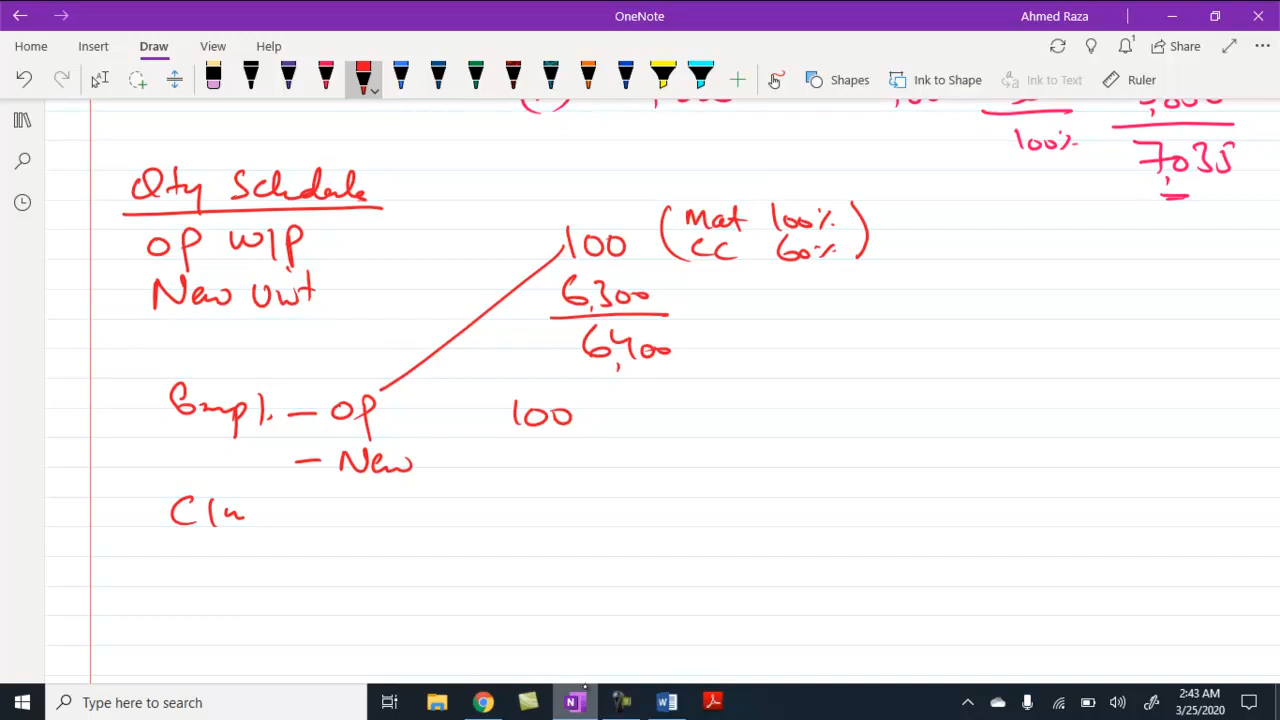 OneNote
Ahmed Raza
Home Insert Draw View Help
Share
Shapes Ink to Shape Ink to Text Ruler
100%
7,035
Qty Schedule
OP WIP 100 (Mat 100% CC 60%)
New Unit 6,300
6,400
Compl. - OP 100
- New
Type here to search
2:43 AM
3/25/2020